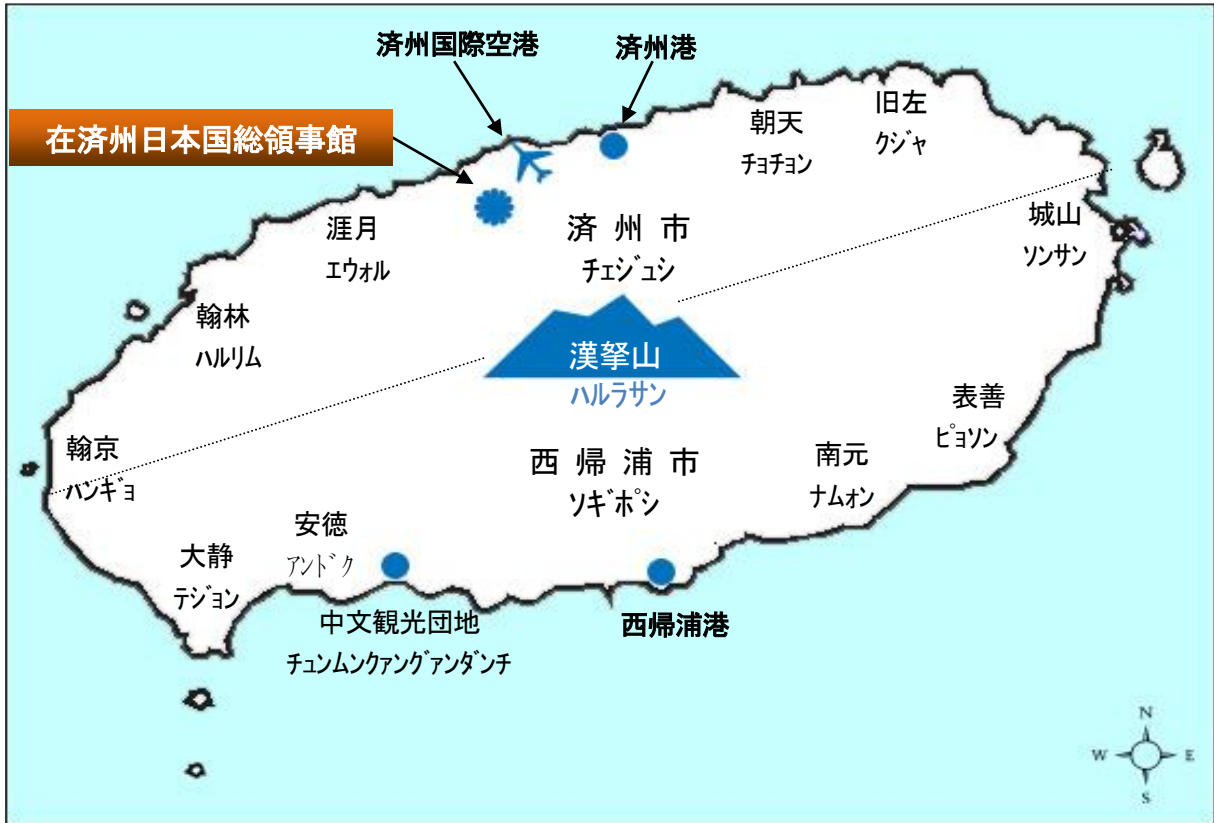 済州国際空港
済州港
在済州日本国総領事館
旧左
クジャ
朝天
チョチョン
城山
ソンサン
涯月
エウォル
済 州 市
チェジュシ
翰林
ハルリム
漢拏山
ハルラサン
表善
ピョソン
翰京
ハンギョ
西 帰 浦 市
ソギポシ
南元
ナムォン
安徳
アンドク
大静
テジョン
中文観光団地
チュンムンクァングァンダンチ
西帰浦港
N
W
E
S